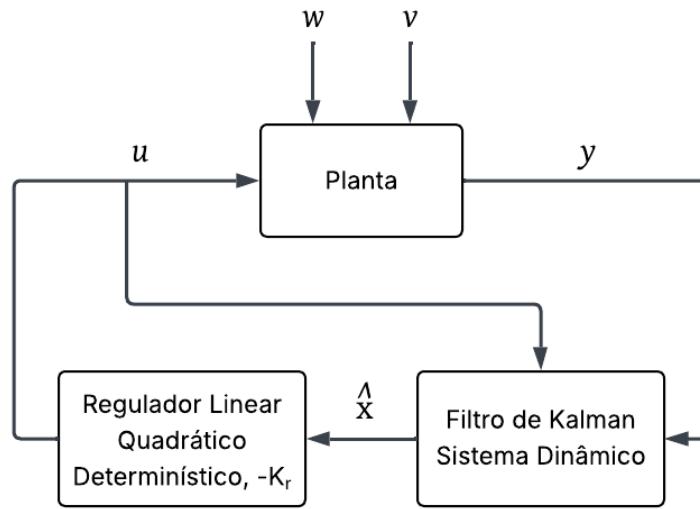 w
v
u
Planta
y
Regulador Linear
Quadrático
Determinístico, -Kᵣ
x̂
Filtro de Kalman
Sistema Dinâmico